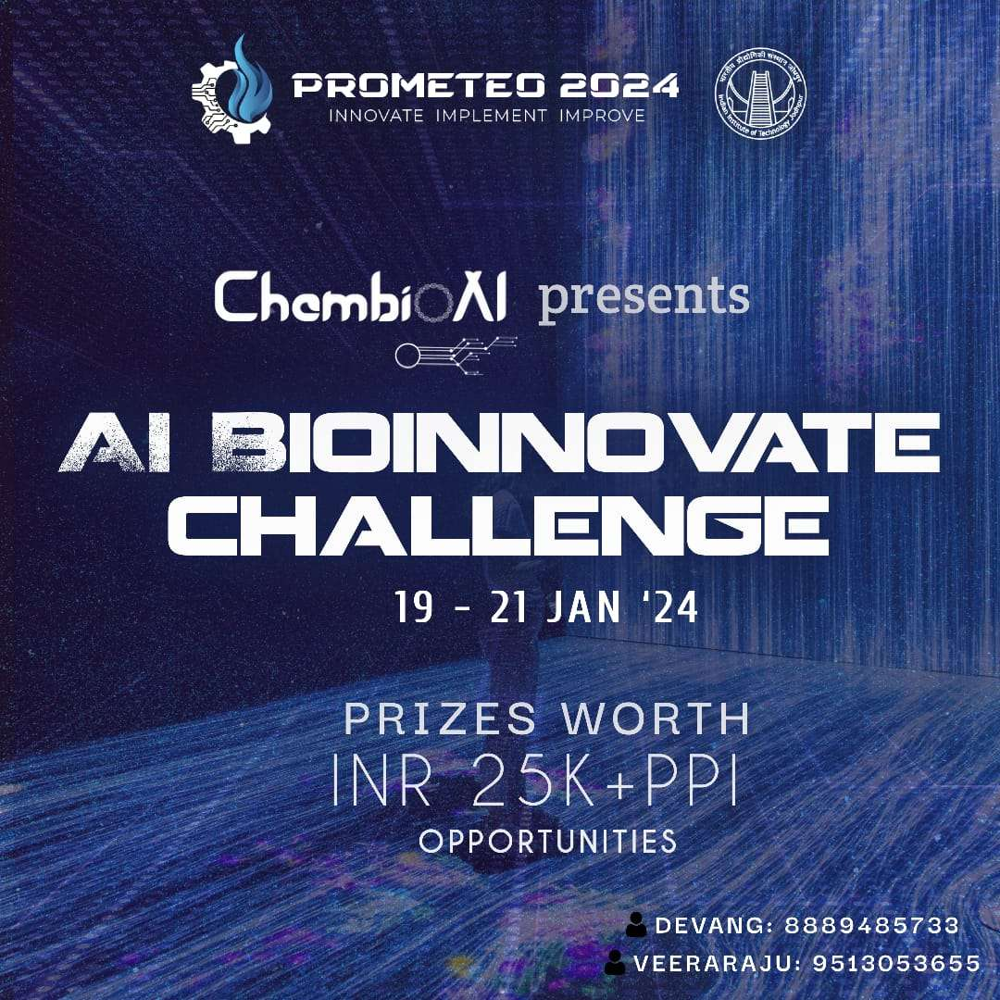 PROMETEO 2024
INNOVATE IMPLEMENT IMPROVE
भारतीय प्रौद्योगिकी संस्थान जोधपुर
Indian Institute of Technology Jodhpur
ChembioAI presents
AI BIOINNOVATE
CHALLENGE
19 - 21 JAN ‘24
PRIZES WORTH
INR 25K+PPI
OPPORTUNITIES
DEVANG: 8889485733
VEERARAJU: 9513053655